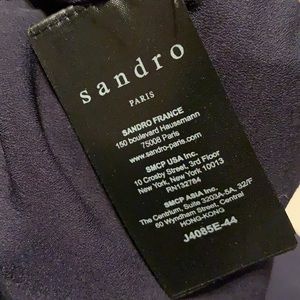 sandro
PARIS
SANDRO FRANCE
150 boulevard Haussmann
75008 Paris
www.sandro-paris.com
SMCP USA Inc.
10 Crosby Street, 3rd Floor
New York, New York 10013
RN132784
SMCP ASIA Inc.
The Centrium, Suite 3203A.5A, 32/F
60 Wyndham Street, Central
HONG-KONG
J4085E-44